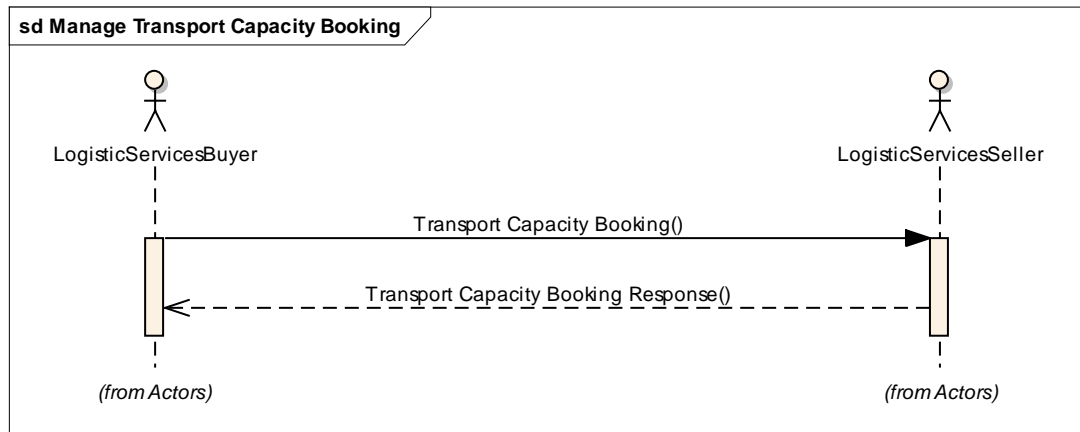 sd Manage Transport Capacity Booking
LogisticServicesBuyer
LogisticServicesSeller
Transport Capacity Booking()
Transport Capacity Booking Response()
(from Actors)
(from Actors)